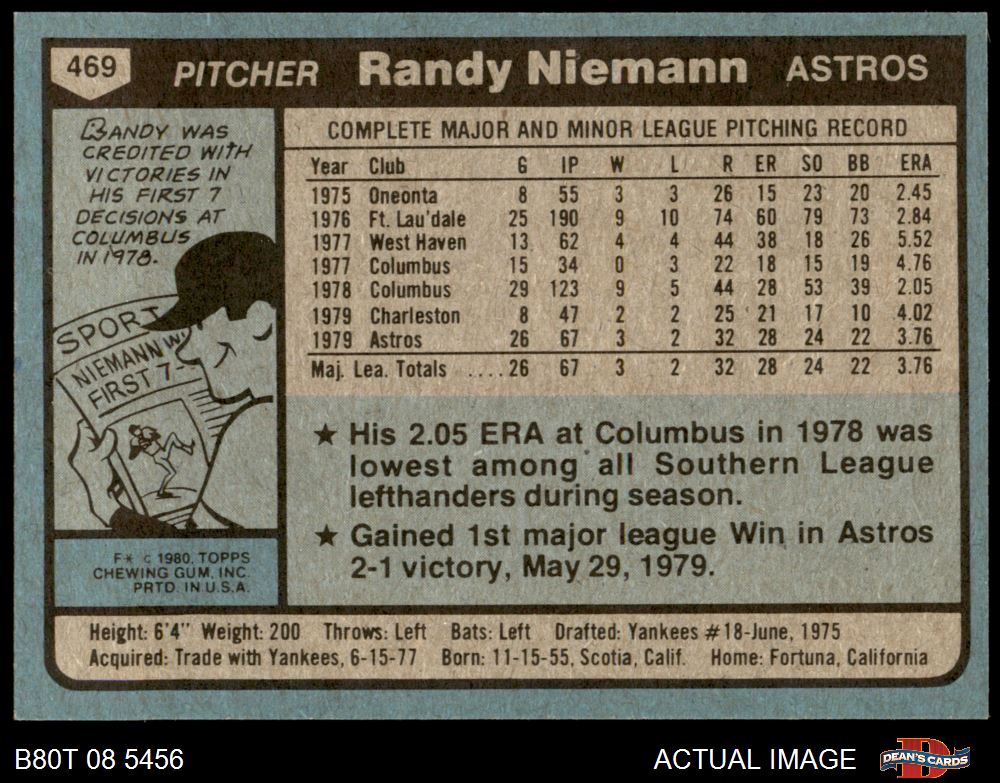 469 PITCHER Randy Niemann ASTROS
RANDY WAS
CREDITED WITH
VICTORIES IN
HIS FIRST 7
DECISIONS AT
COLUMBUS
IN 1978.
SPORT
NIEMANN W
FIRST 7-
F* © 1980, TOPPS
CHEWING GUM, INC.
PRTD. IN U.S.A.
COMPLETE MAJOR AND MINOR LEAGUE PITCHING RECORD
Year Club G IP W L R ER SO BB ERA
1975 Oneonta 8 55 3 3 26 15 23 20 2.45
1976 Ft. Lau'dale 25 190 9 10 74 60 79 73 2.84
1977 West Haven 13 62 4 4 44 38 18 26 5.52
1977 Columbus 15 34 0 3 22 18 15 19 4.76
1978 Columbus 29 123 9 5 44 28 53 39 2.05
1979 Charleston 8 47 2 2 25 21 17 10 4.02
1979 Astros 26 67 3 2 32 28 24 22 3.76
Maj. Lea. Totals ....26 67 3 2 32 28 24 22 3.76
★ His 2.05 ERA at Columbus in 1978 was
lowest among all Southern League
lefthanders during season.
★ Gained 1st major league Win in Astros
2-1 victory, May 29, 1979.
Height: 6'4" Weight: 200 Throws: Left Bats: Left Drafted: Yankees #18-June, 1975
Acquired: Trade with Yankees, 6-15-77 Born: 11-15-55, Scotia, Calif. Home: Fortuna, California
B80T 08 5456 ACTUAL IMAGE DEAN'S CARDS